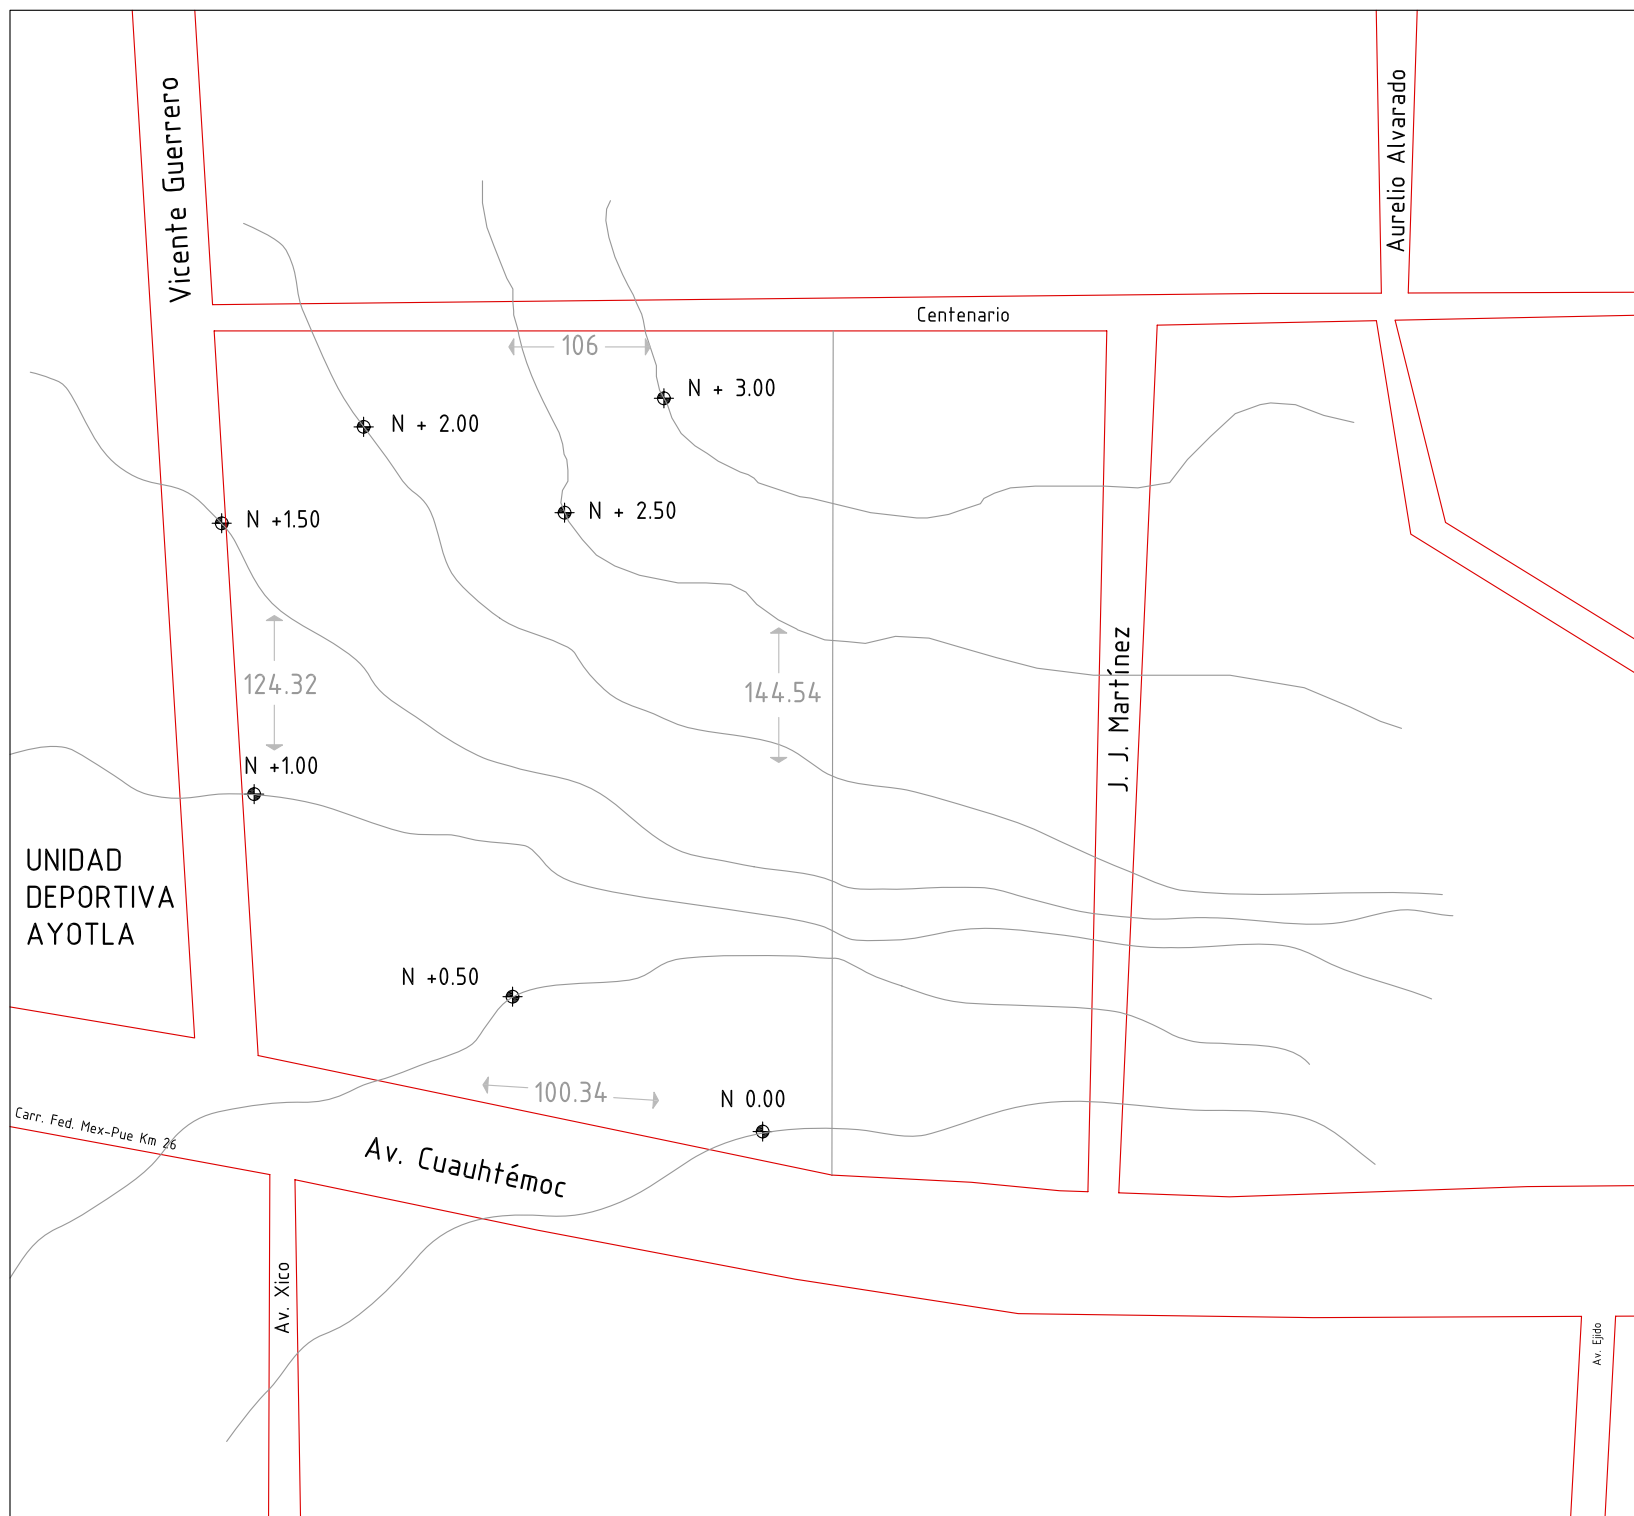 Vicente Guerrero
Aurelio Alvarado
Centenario
106
N + 3.00
N + 2.00
N + 2.50
N +1.50
124.32
144.54
J. J. Martínez
N +1.00
UNIDAD
DEPORTIVA
AYOTLA
N +0.50
100.34
N 0.00
Carr. Fed. Mex-Pue Km 26
Av. Cuauhtémoc
Av. Xico
Av. Ejido